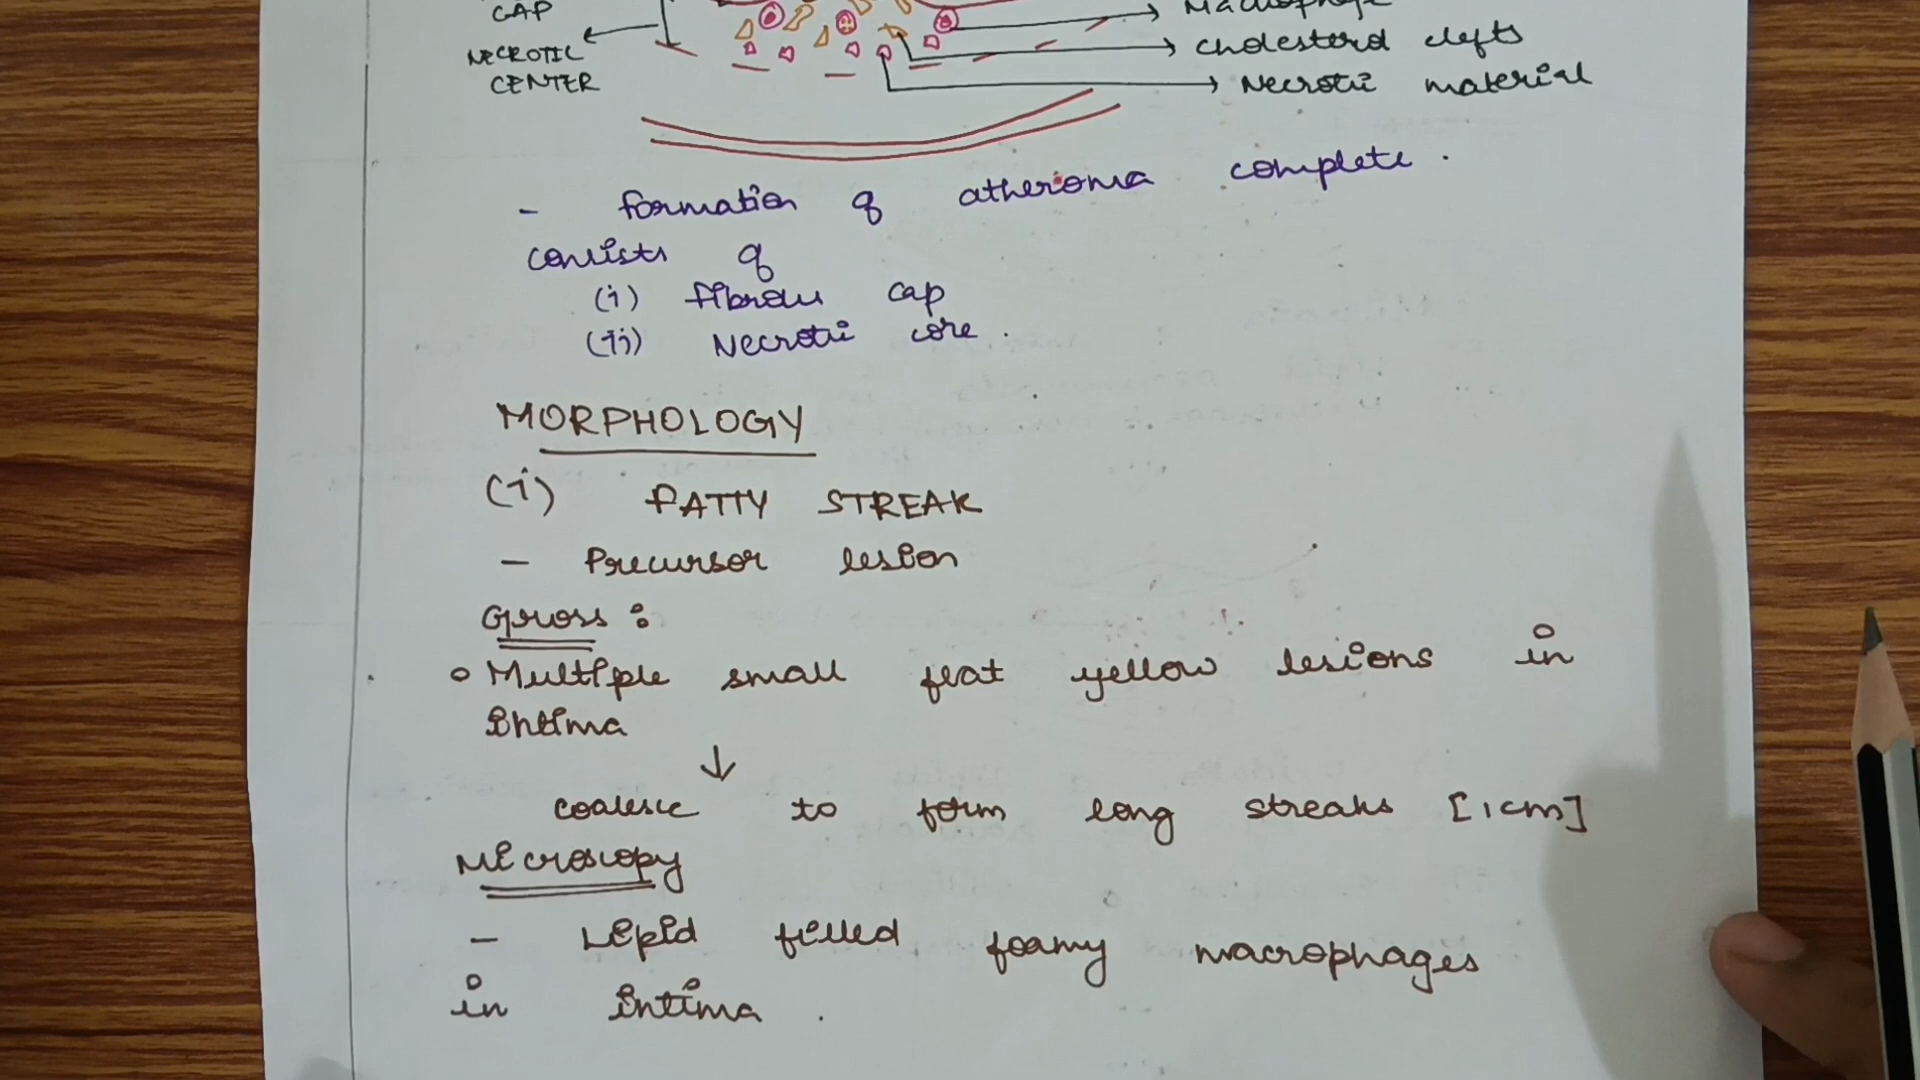 CAP
NECROTIC
CENTER
Macrophage
cholesterol clefts
Necrotic material
- formation of atheroma complete.
consists of
(i) fibrous cap
(ii) Necrotic core.
MORPHOLOGY
(i) FATTY STREAK
- Precursor lesion
Gross:
Multiple small flat yellow lesions in
intima
↓
coalesce to form long streaks [1cm]
Microscopy
- Lipid filled foamy macrophages
in intima.